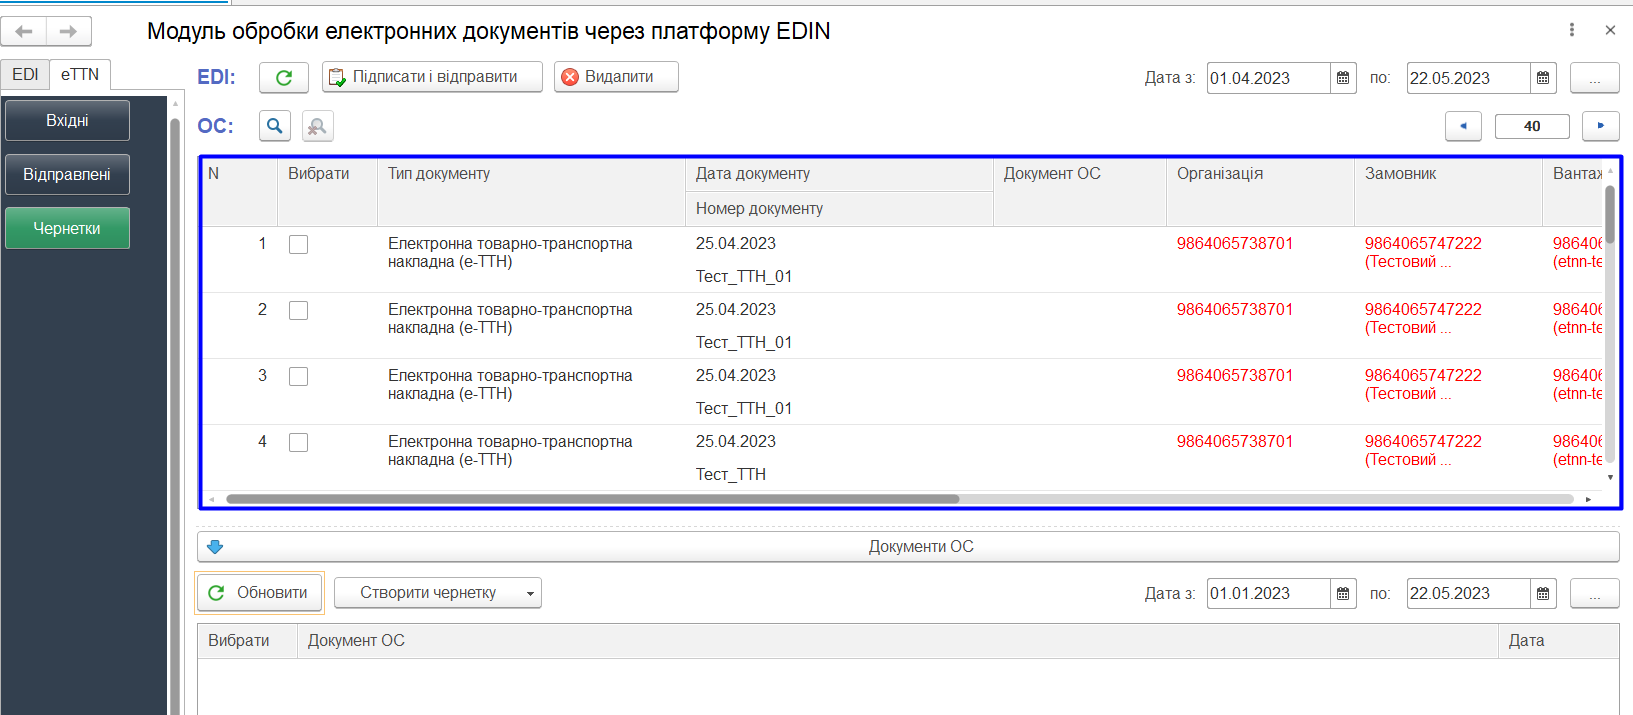 Модуль обробки електронних документів через платформу EDIN
EDI
еТТN
Вхідні
Відправлені
Чернетки
EDI:
Підписати і відправити
Видалити
Дата з:
01.04.2023
по:
22.05.2023
...
ОС:
40
N
Вибрати
Тип документу
Дата документу
Номер документу
Документ ОС
Організація
Замовник
Вантаж
1
Електронна товарно-транспортна
накладна (е-ТТН)
25.04.2023
Тест_ТТН_01
9864065738701
9864065747222
(Тестовий ...
986406
(etnn-te
2
Електронна товарно-транспортна
накладна (е-ТТН)
25.04.2023
Тест_ТТН_01
9864065738701
9864065747222
(Тестовий ...
986406
(etnn-te
3
Електронна товарно-транспортна
накладна (е-ТТН)
25.04.2023
Тест_ТТН_01
9864065738701
9864065747222
(Тестовий ...
986406
(etnn-te
4
Електронна товарно-транспортна
накладна (е-ТТН)
25.04.2023
Тест_ТТН
9864065738701
9864065747222
(Тестовий ...
986406
(etnn-te
Документи ОС
Обновити
Створити чернетку
Дата з:
01.01.2023
по:
22.05.2023
...
Вибрати
Документ ОС
Дата